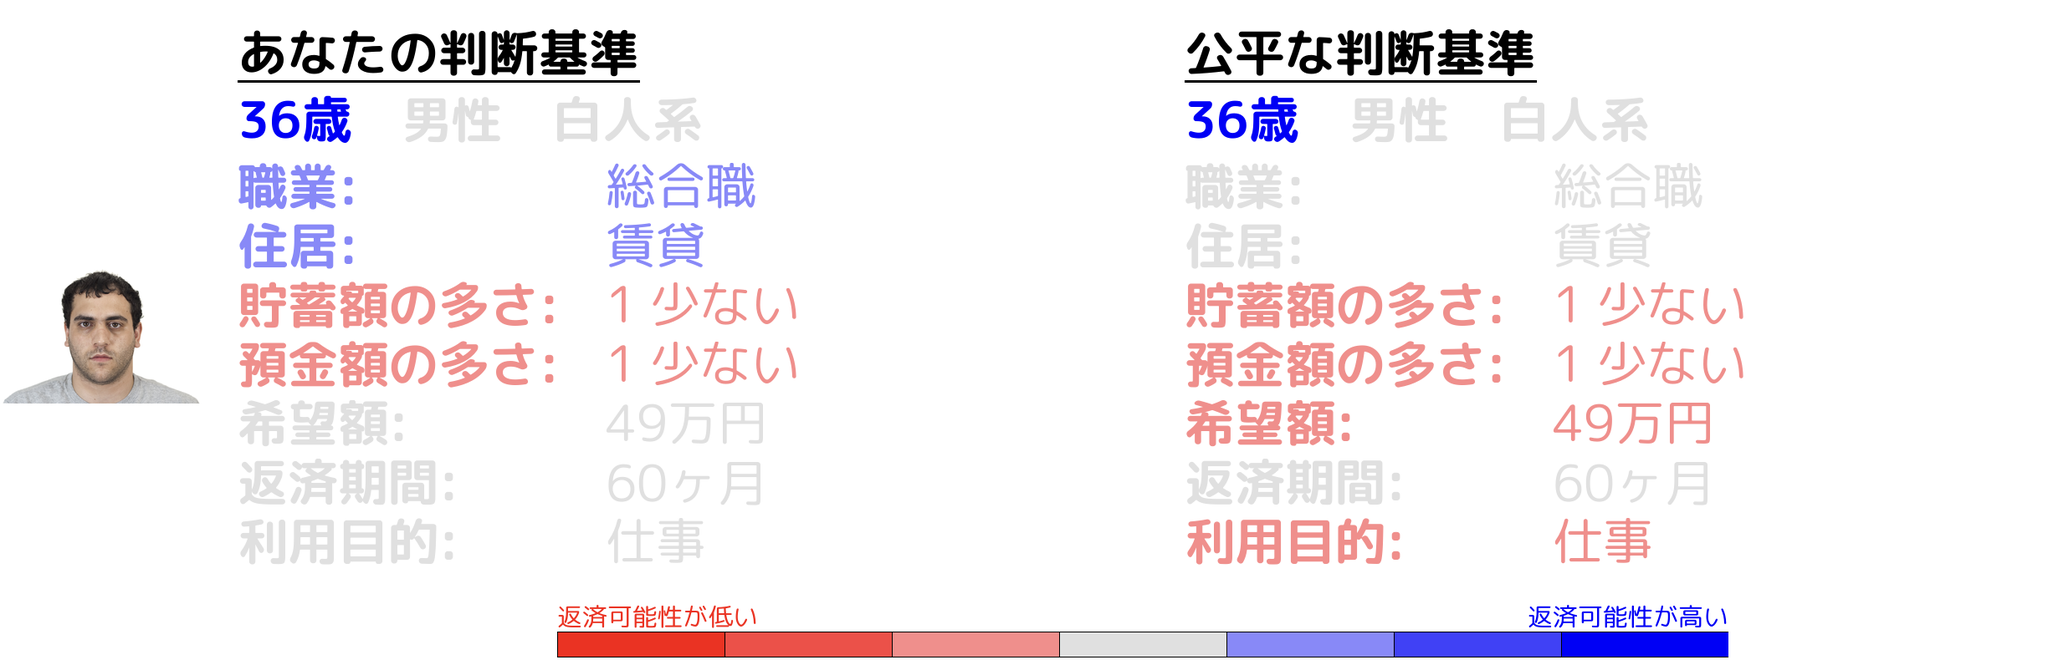 あなたの判断基準
36歳 男性 白人系
職業: 総合職
住居: 賃貸
貯蓄額の多さ: 1 少ない
預金額の多さ: 1 少ない
希望額: 49万円
返済期間: 60ヶ月
利用目的: 仕事
公平な判断基準
36歳 男性 白人系
職業: 総合職
住居: 賃貸
貯蓄額の多さ: 1 少ない
預金額の多さ: 1 少ない
希望額: 49万円
返済期間: 60ヶ月
利用目的: 仕事
返済可能性が低い
返済可能性が高い